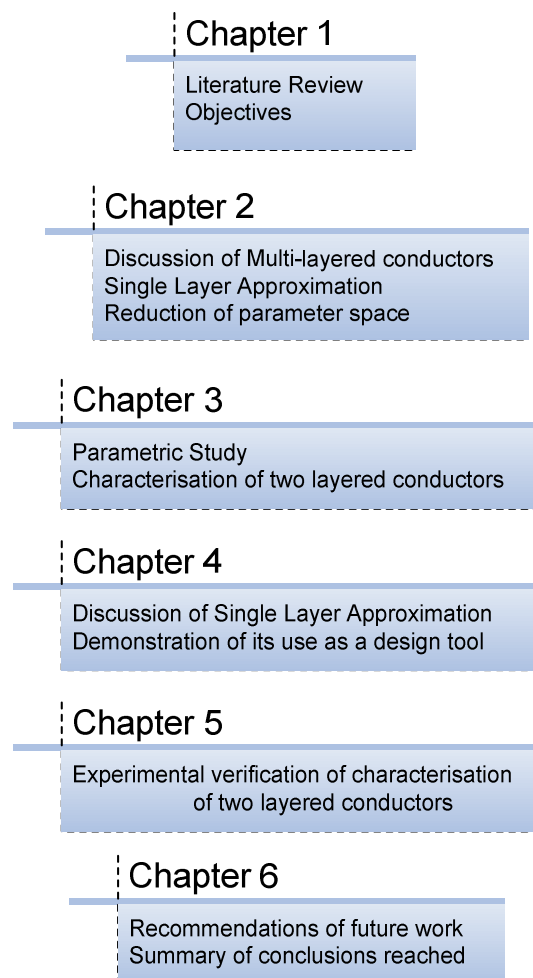 Chapter 1
Literature Review
Objectives
Chapter 2
Discussion of Multi-layered conductors
Single Layer Approximation
Reduction of parameter space
Chapter 3
Parametric Study
Characterisation of two layered conductors
Chapter 4
Discussion of Single Layer Approximation
Demonstration of its use as a design tool
Chapter 5
Experimental verification of characterisation
of two layered conductors
Chapter 6
Recommendations of future work
Summary of conclusions reached